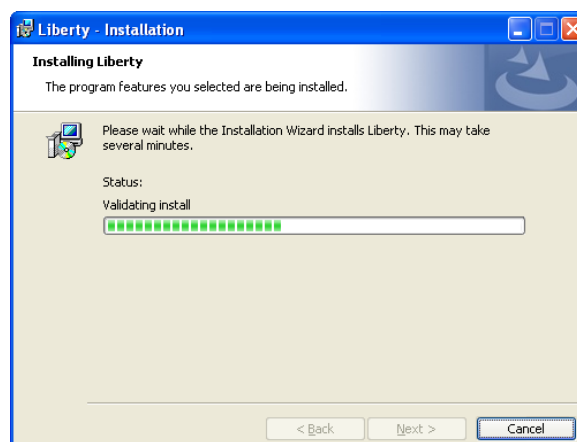 Liberty - Installation
Installing Liberty
The program features you selected are being installed.
Please wait while the Installation Wizard installs Liberty. This may take
several minutes.
Status:
Validating install
< Back Next > Cancel